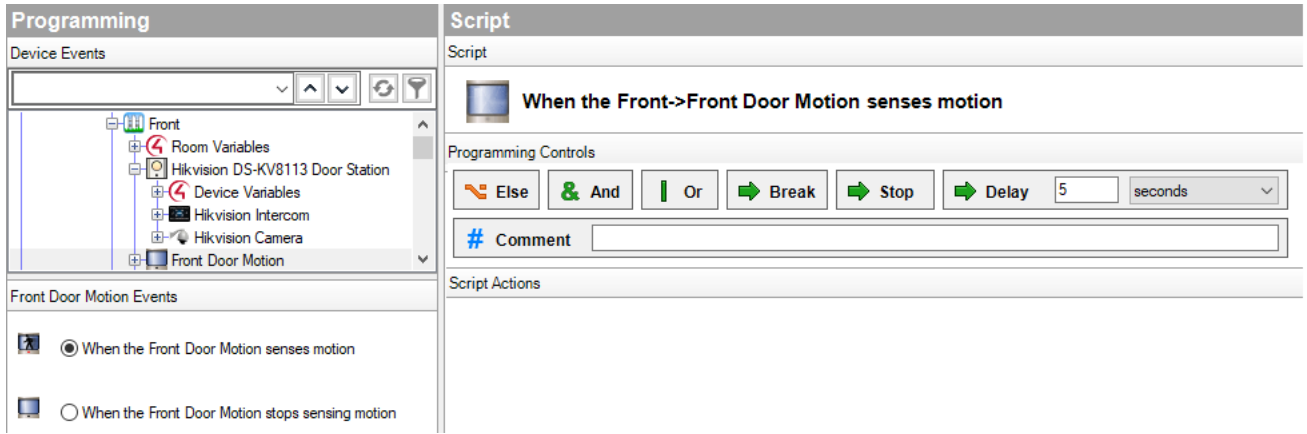 Programming
Device Events
Front
Room Variables
Hikvision DS-KV8113 Door Station
Device Variables
Hikvision Intercom
Hikvision Camera
Front Door Motion
Front Door Motion Events
When the Front Door Motion senses motion
When the Front Door Motion stops sensing motion
Script
Script
When the Front->Front Door Motion senses motion
Programming Controls
Else & And Or Break Stop Delay 5 seconds
# Comment
Script Actions